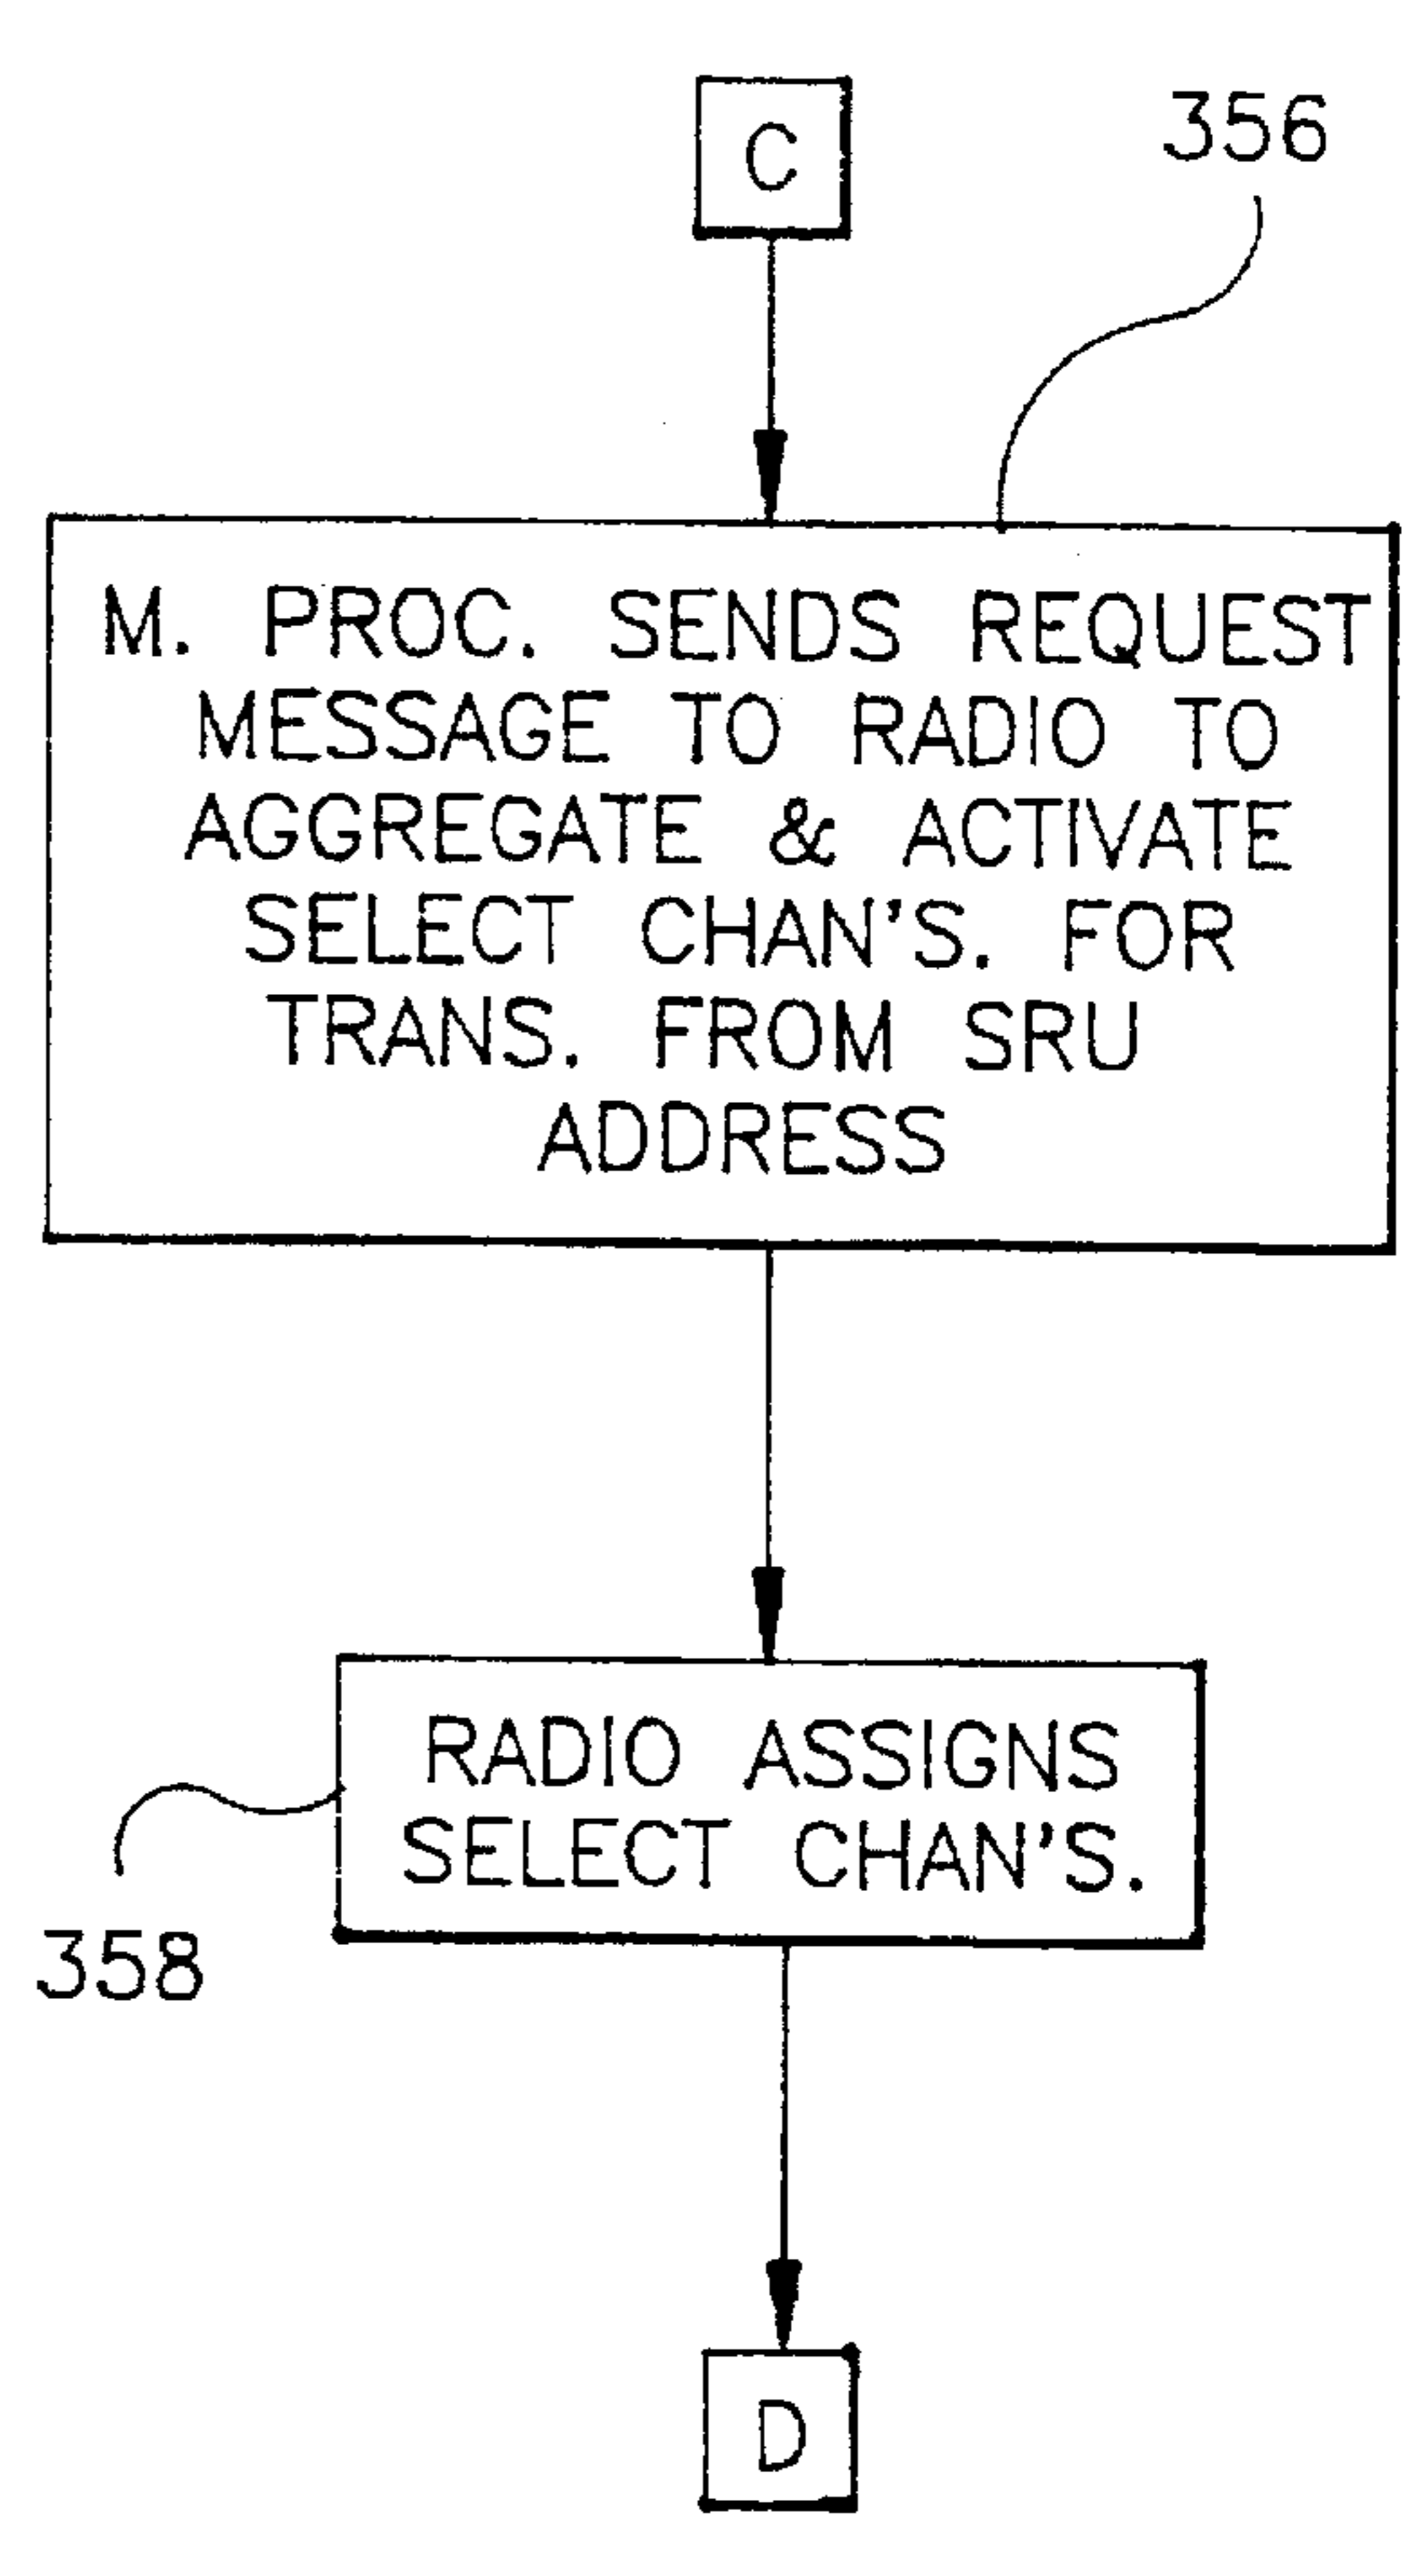 C
356
M. PROC. SENDS REQUEST
MESSAGE TO RADIO TO
AGGREGATE & ACTIVATE
SELECT CHAN'S. FOR
TRANS. FROM SRU
ADDRESS
RADIO ASSIGNS
SELECT CHAN'S.
358
D